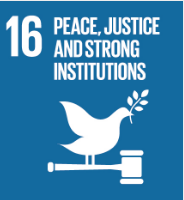 16 PEACE, JUSTICE
AND STRONG
INSTITUTIONS